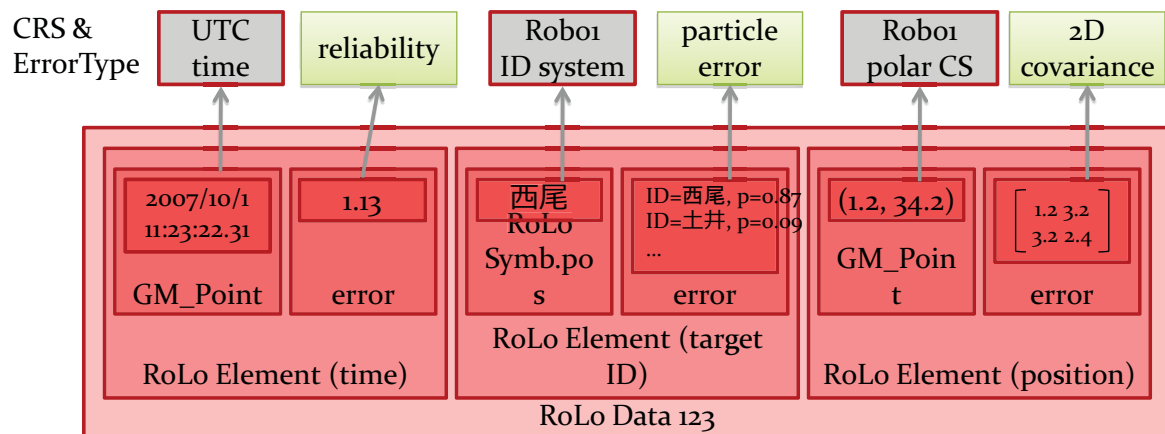 CRS &
ErrorType
UTC
time
reliability
Robo1
ID system
particle
error
Robo1
polar CS
2D
covariance
2007/10/1
11:23:22.31
GM_Point
1.13
error
RoLo Element (time)
西尾
RoLo
Symb.po
s
ID=西尾, p=0.87
ID=土井, p=0.09
...
error
RoLo Element (target
ID)
(1.2, 34.2)
GM_Poin
t
1.2 3.2
3.2 2.4
error
RoLo Element (position)
RoLo Data 123